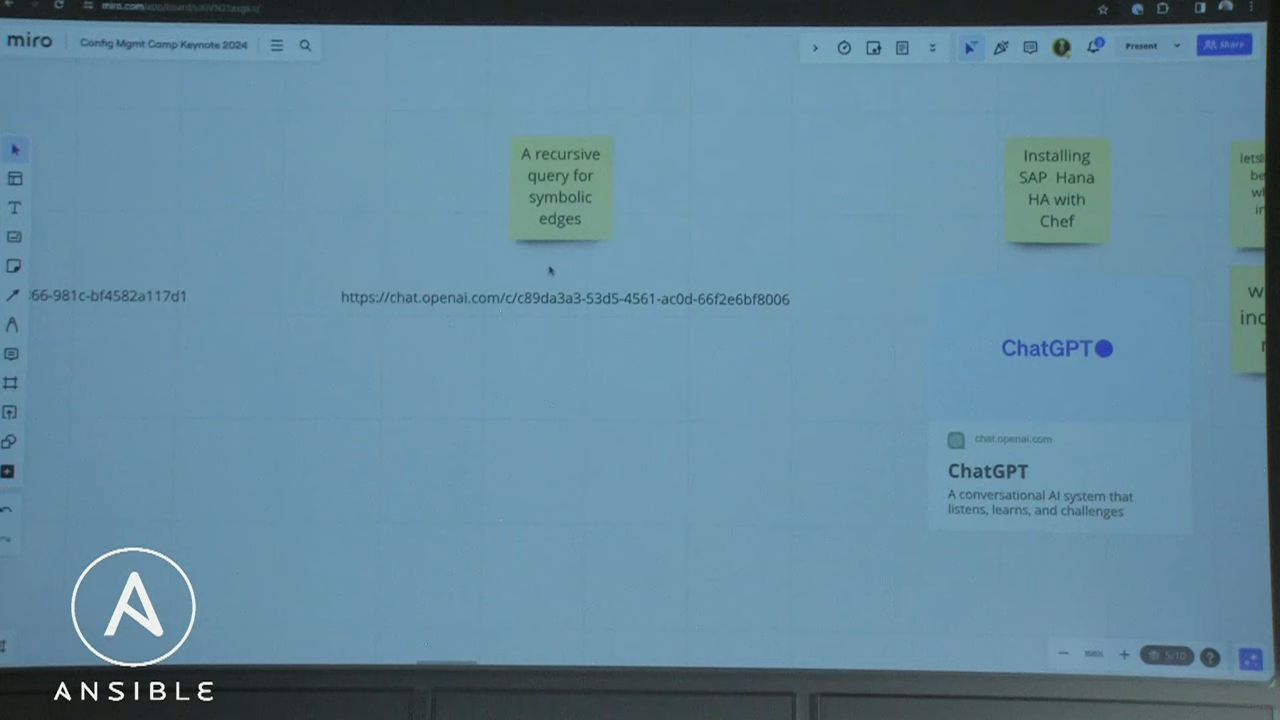 miro
Config Mgmt Camp Keynote 2024
Present
Share
A recursive
query for
symbolic
edges
Installing
SAP Hana
HA with
Chef
66-981c-bf4582a117d1
https://chat.openai.com/c/c89da3a3-53d5-4561-ac0d-66f2e6bf8006
ChatGPT
chat.openai.com
ChatGPT
A conversational AI system that
listens, learns, and challenges
5/10
ANSIBLE